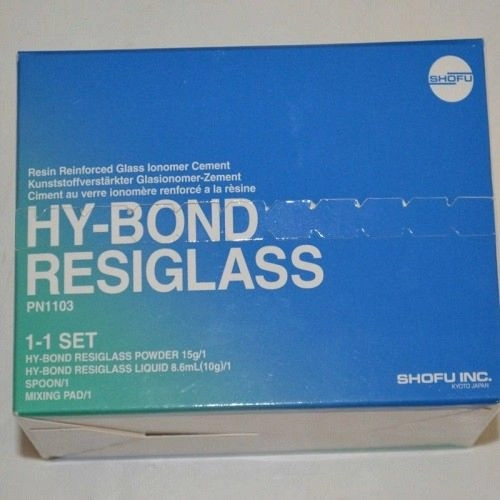 SHOFU
Resin Reinforced Glass Ionomer Cement
Kunststoffverstärkter Glasionomer-Zement
Ciment au verre ionomère renforcé a la rèsine
HY-BOND
RESIGLASS
PN1103
1-1 SET
HY-BOND RESIGLASS POWDER 15g/1
HY-BOND RESIGLASS LIQUID 8.6mL(10g)/1
SPOON/1
MIXING PAD/1
SHOFU INC.
KYOTO JAPAN